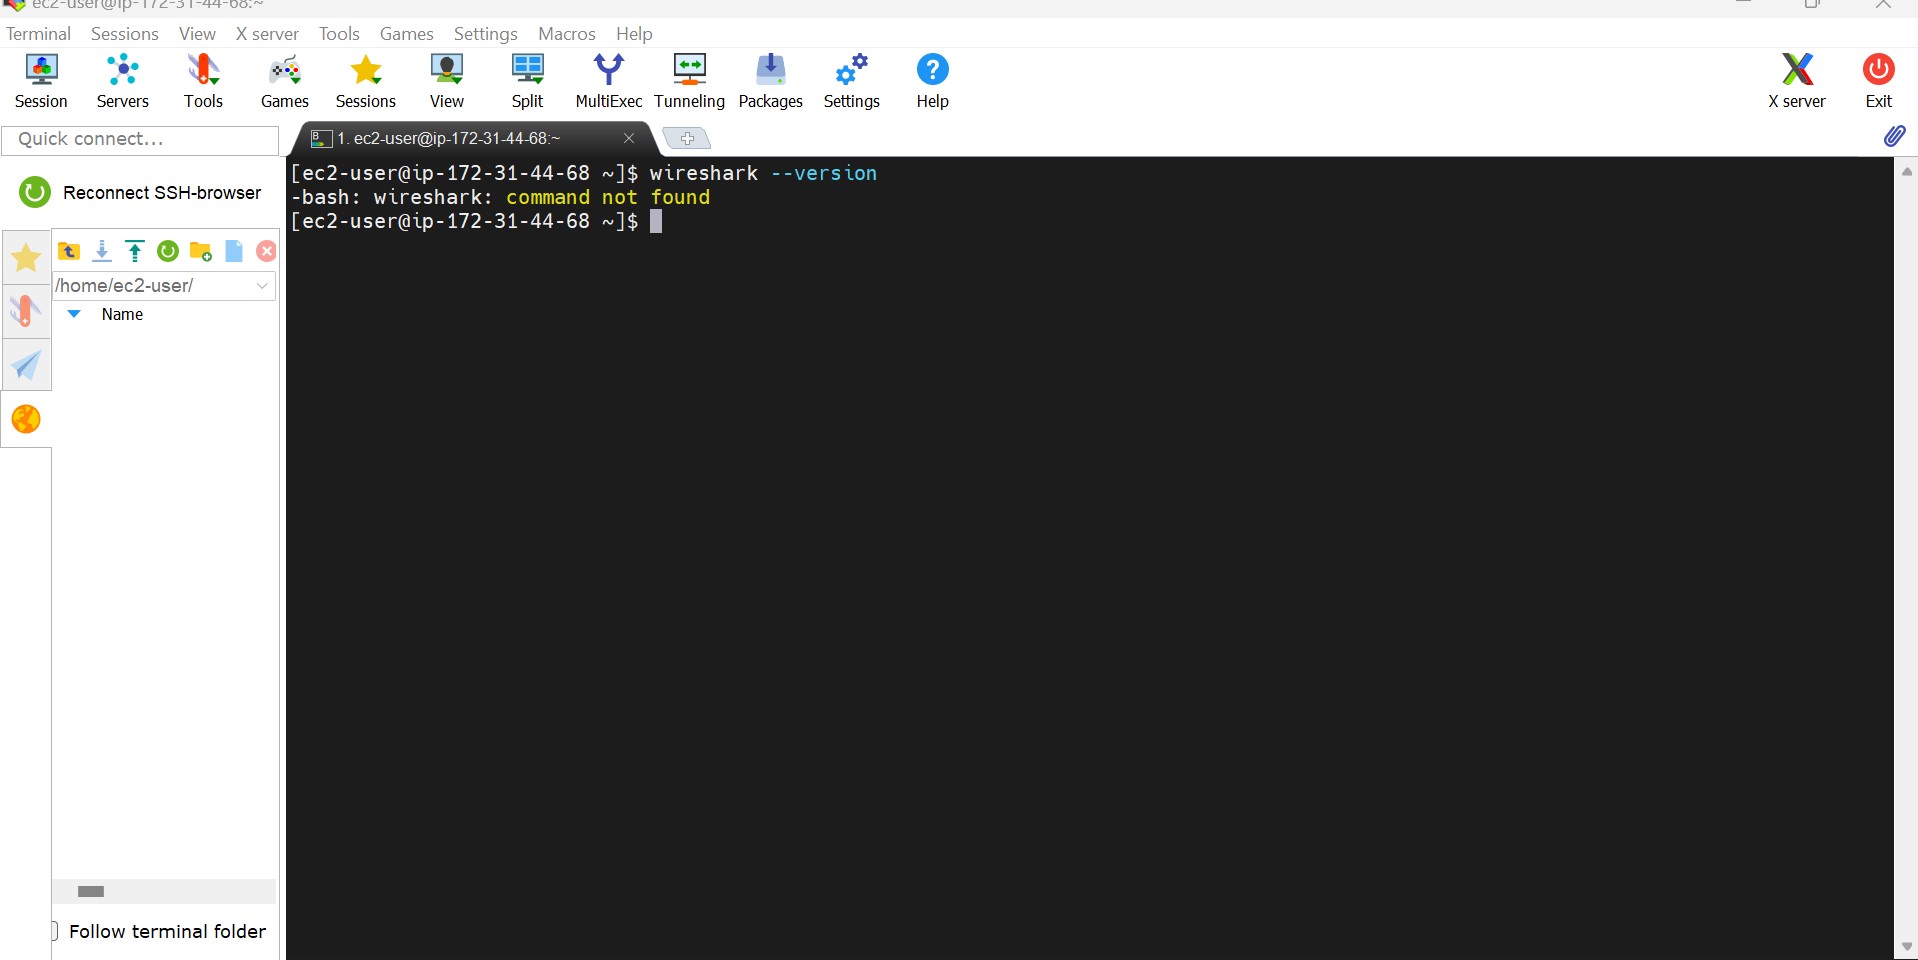 ec2-user@ip-172-31-44-68:~
Terminal Sessions View X server Tools Games Settings Macros Help
Session Servers Tools Games Sessions View Split MultiExec Tunneling Packages Settings Help X server Exit
Quick connect...
1. ec2-user@ip-172-31-44-68:~
Reconnect SSH-browser
[ec2-user@ip-172-31-44-68 ~]$ wireshark --version
-bash: wireshark: command not found
[ec2-user@ip-172-31-44-68 ~]$
/home/ec2-user/
Name
Follow terminal folder